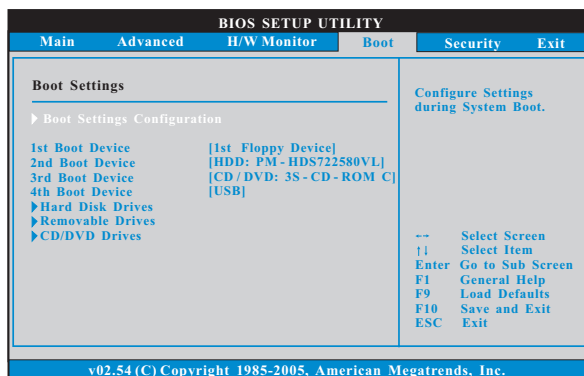 BIOS SETUP UTILITY
Main Advanced H/W Monitor Boot Security Exit
Boot Settings
Boot Settings Configuration
1st Boot Device [1st Floppy Device]
2nd Boot Device [HDD: PM - HDS722580VL]
3rd Boot Device [CD / DVD: 3S - CD - ROM C]
4th Boot Device [USB]
Hard Disk Drives
Removable Drives
CD/DVD Drives
Configure Settings
during System Boot.
←→ Select Screen
↑↓ Select Item
Enter Go to Sub Screen
F1 General Help
F9 Load Defaults
F10 Save and Exit
ESC Exit
v02.54 (C) Copyright 1985-2005, American Megatrends, Inc.